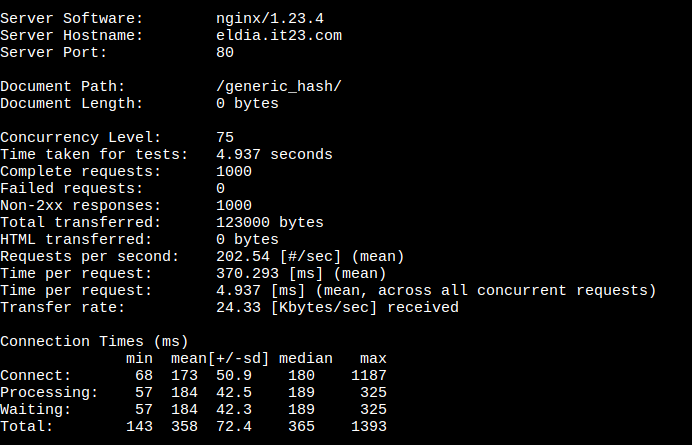 Server Software:        nginx/1.23.4
Server Hostname:        eldia.it23.com
Server Port:            80

Document Path:          /generic_hash/
Document Length:        0 bytes

Concurrency Level:      75
Time taken for tests:   4.937 seconds
Complete requests:      1000
Failed requests:        0
Non-2xx responses:      1000
Total transferred:      123000 bytes
HTML transferred:       0 bytes
Requests per second:    202.54 [#/sec] (mean)
Time per request:       370.293 [ms] (mean)
Time per request:       4.937 [ms] (mean, across all concurrent requests)
Transfer rate:          24.33 [Kbytes/sec] received

Connection Times (ms)
              min  mean[+/-sd] median   max
Connect:       68  173  50.9    180    1187
Processing:    57  184  42.5    189     325
Waiting:       57  184  42.3    189     325
Total:        143  358  72.4    365    1393